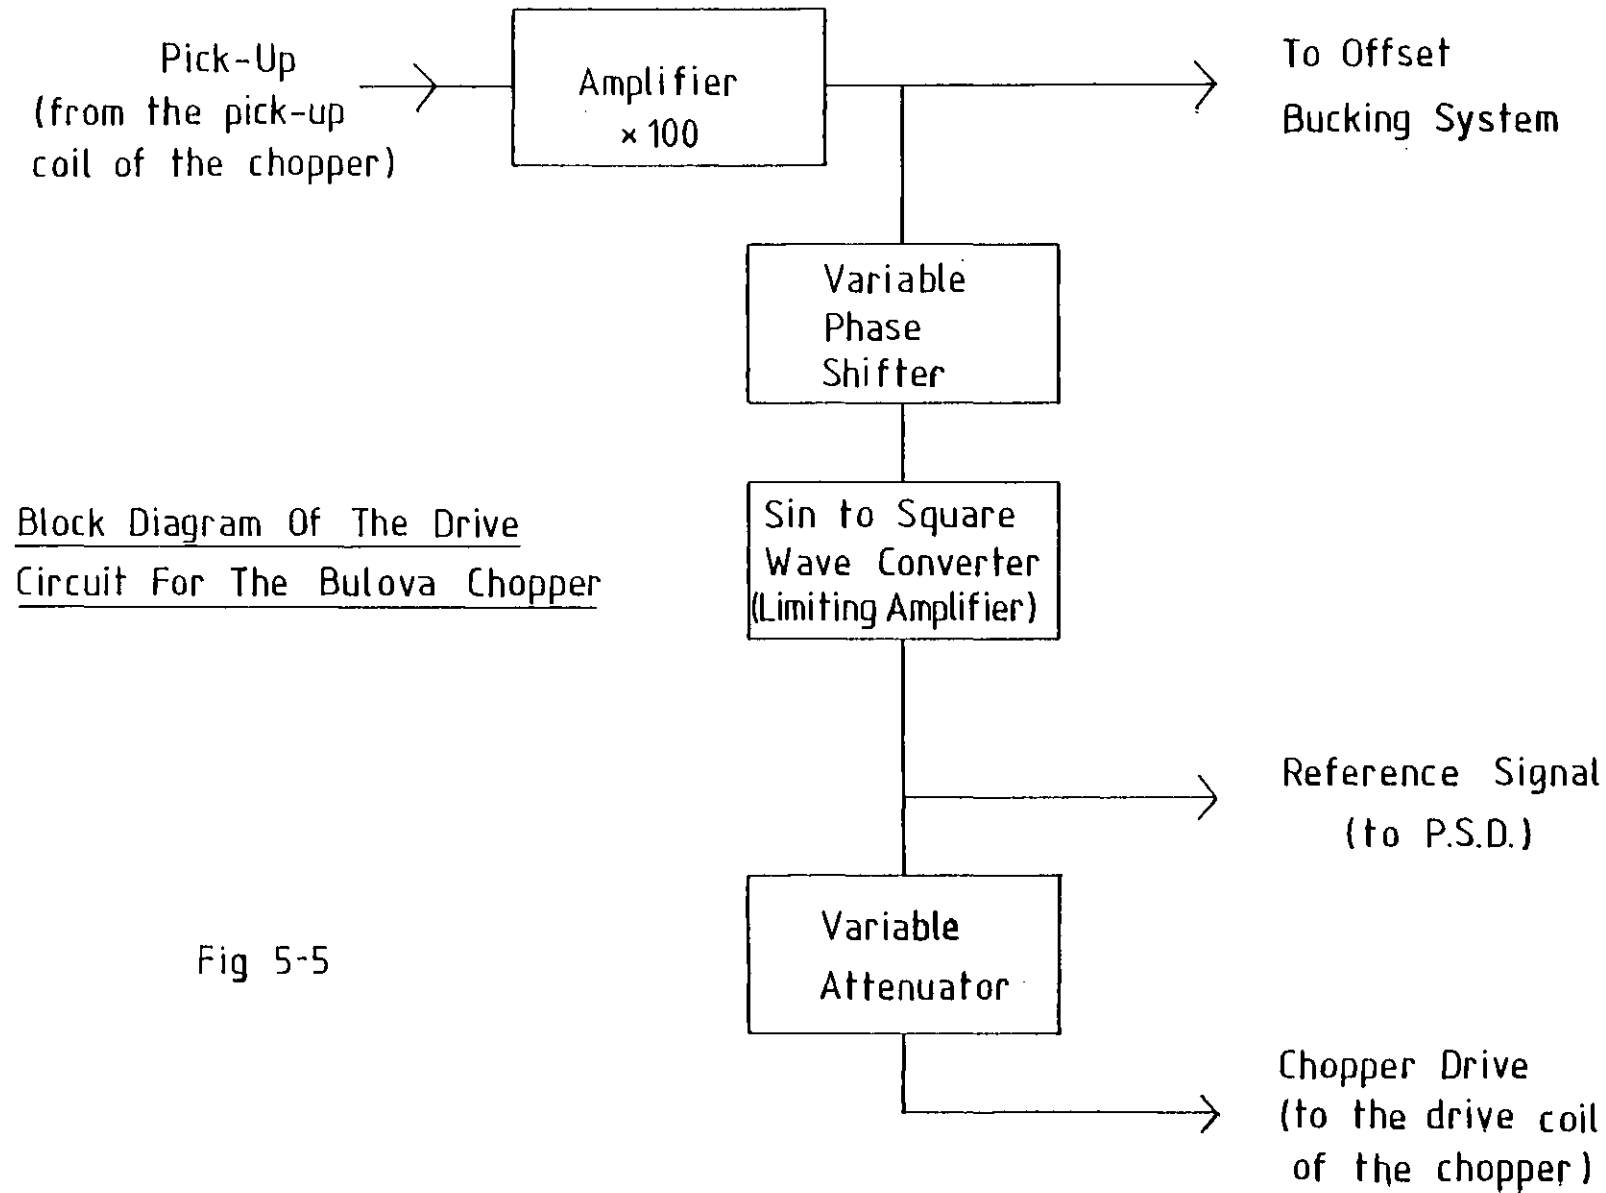 Pick-Up
(from the pick-up
coil of the chopper)
Amplifier
× 100
To Offset
Bucking System
Variable
Phase
Shifter
Block Diagram Of The Drive
Circuit For The Bulova Chopper
Sin to Square
Wave Converter
(Limiting Amplifier)
Reference Signal
(to P.S.D.)
Variable
Attenuator
Fig 5-5
Chopper Drive
(to the drive coil
of the chopper)